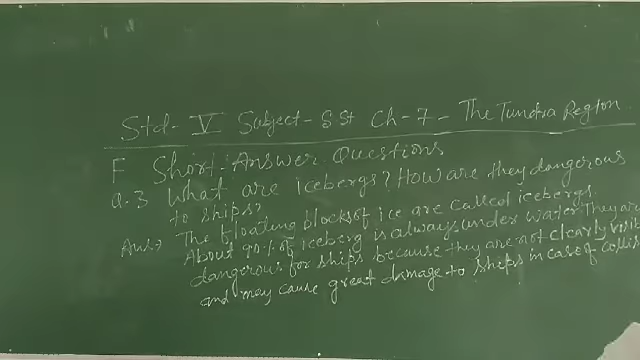 Std- V Subject- SSt Ch-7- The Tundra Region
F Short-Answer Questions
Q.3 What are icebergs? How are they dangerous
to ships?
Ans.→ The floating blocks of ice are called icebergs.
About 90% of iceberg is always under water. They are
dangerous for ships because they are not clearly visib
and may cause great damage to ships in case of collis